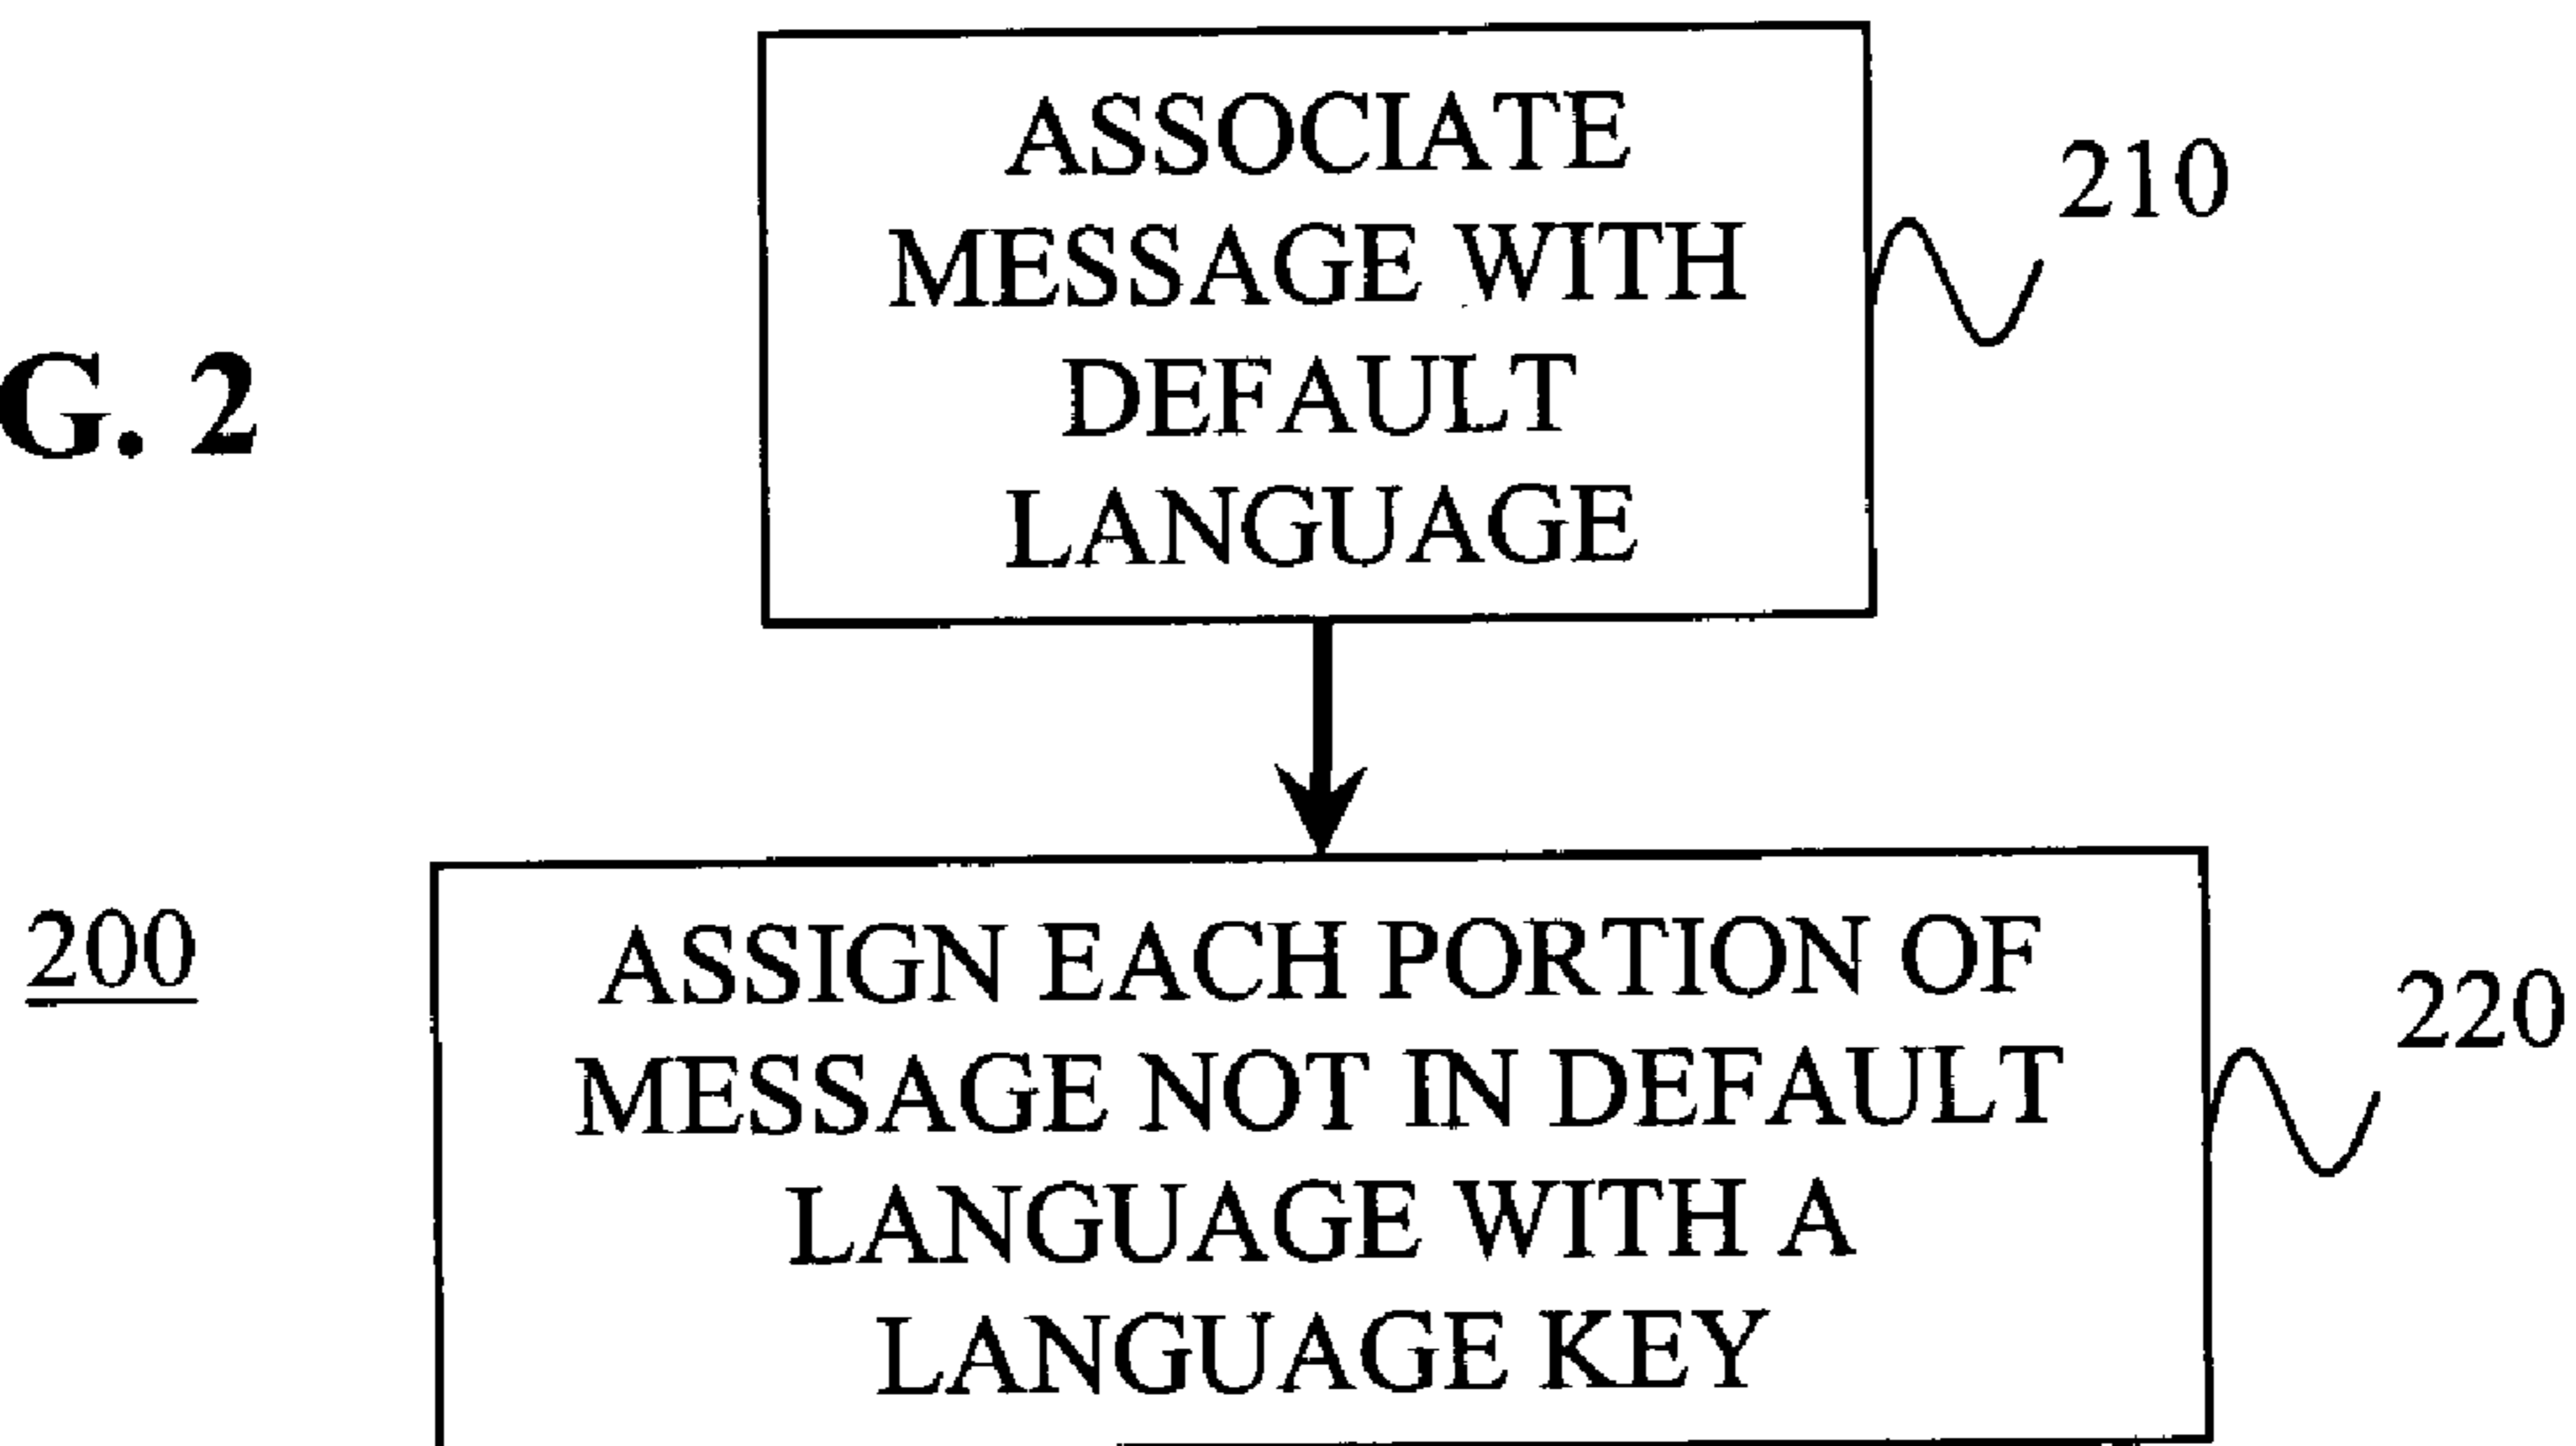 ASSOCIATE
MESSAGE WITH
DEFAULT
LANGUAGE
210
G. 2
200
ASSIGN EACH PORTION OF
MESSAGE NOT IN DEFAULT
LANGUAGE WITH A
LANGUAGE KEY
220